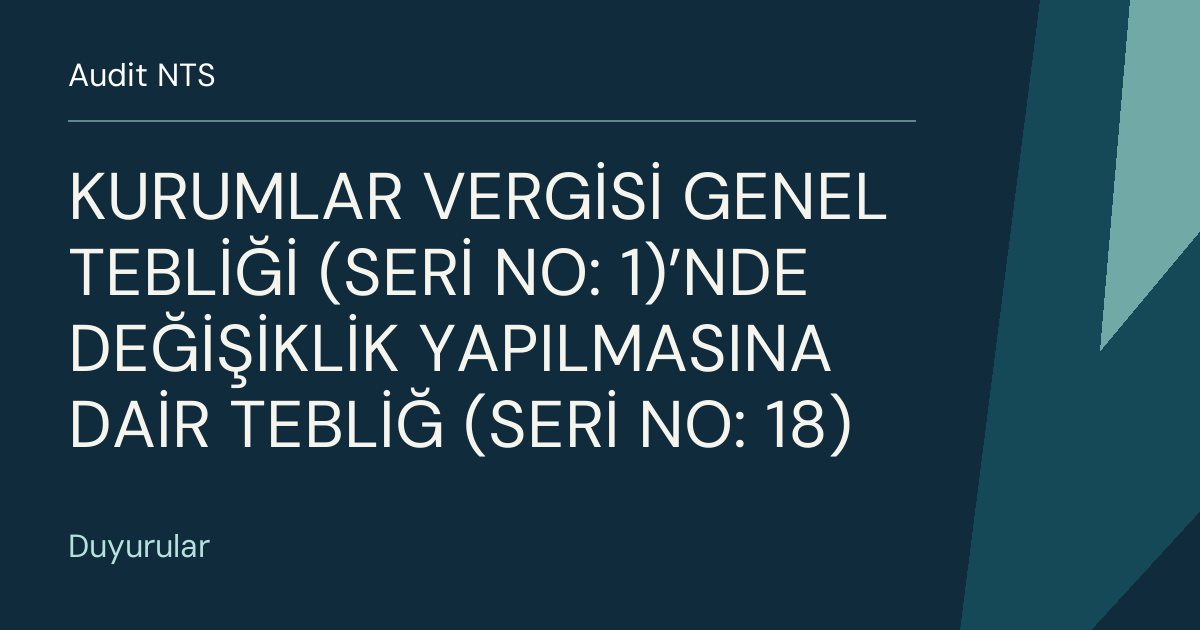 Audit NTS
KURUMLAR VERGİSİ GENEL
TEBLİĞİ (SERİ NO: 1)’NDE
DEĞİŞİKLİK YAPILMASINA
DAİR TEBLİĞ (SERİ NO: 18)
Duyurular